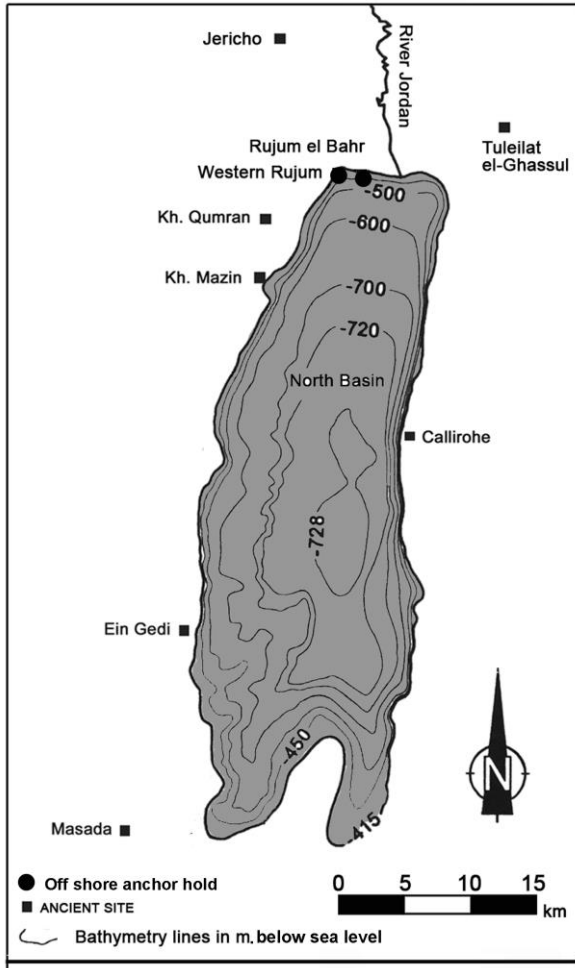 Jericho
River Jordan
Tuleilat
el-Ghassul
Rujum el Bahr
Western Rujum
-500
Kh. Qumran
-600
Kh. Mazin
-700
-720
North Basin
Callirohe
-728
Ein Gedi
-450
N
Masada
-415
Off shore anchor hold
0 5 10 15
km
ANCIENT SITE
Bathymetry lines in m. below sea level